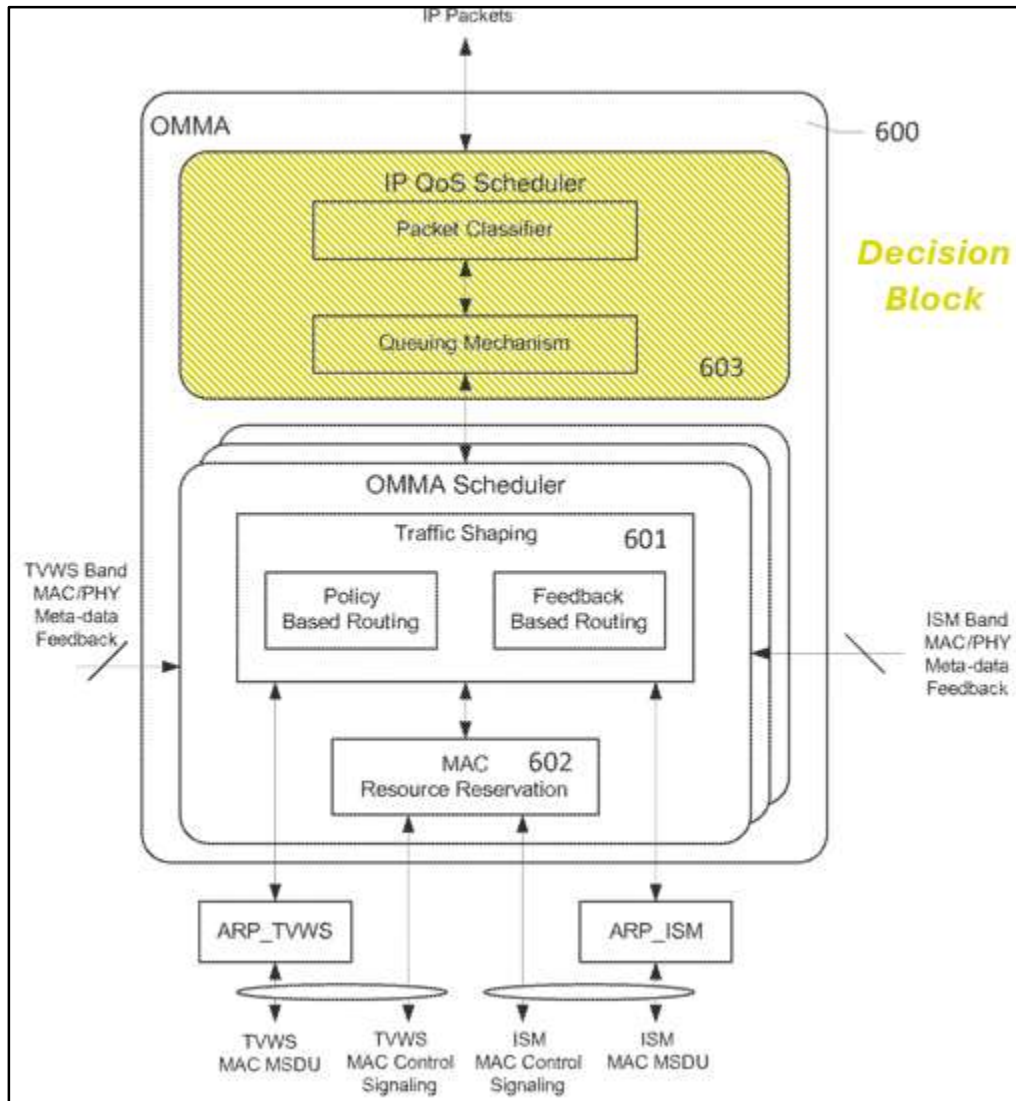 IP Packets
OMMA
600
IP QoS Scheduler
Packet Classifier
Decision
Block
Queuing Mechanism
603
OMMA Scheduler
Traffic Shaping
601
TVWS Band
MAC/PHY
Meta-data
Feedback
Policy
Based Routing
Feedback
Based Routing
ISM Band
MAC/PHY
Meta-data
Feedback
MAC
602
Resource Reservation
ARP_TVWS
ARP_ISM
TVWS
MAC MSDU
TVWS
MAC Control
Signaling
ISM
MAC Control
Signaling
ISM
MAC MSDU